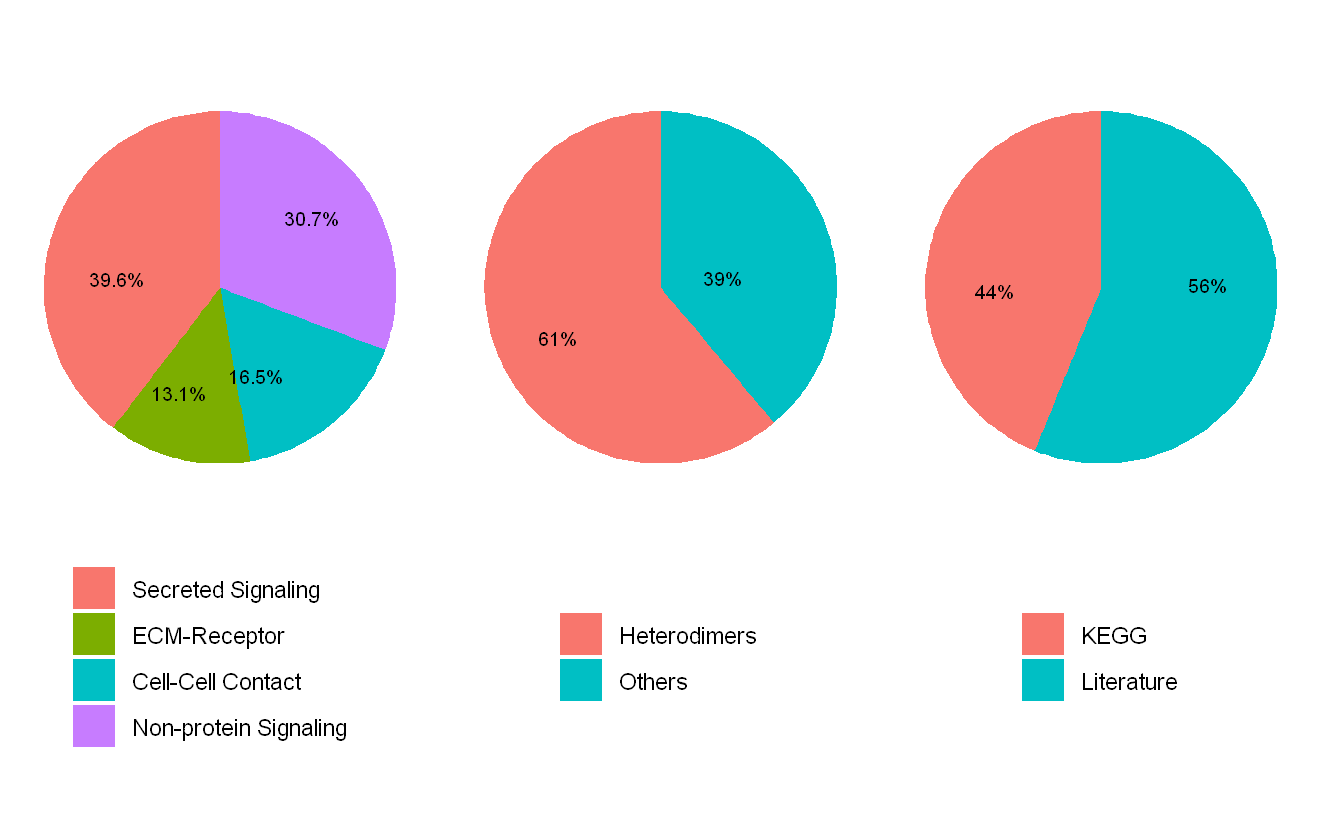 30.7%
39.6%
16.5%
13.1%
39%
61%
56%
44%
Secreted Signaling
ECM-Receptor
Cell-Cell Contact
Non-protein Signaling
Heterodimers
Others
KEGG
Literature